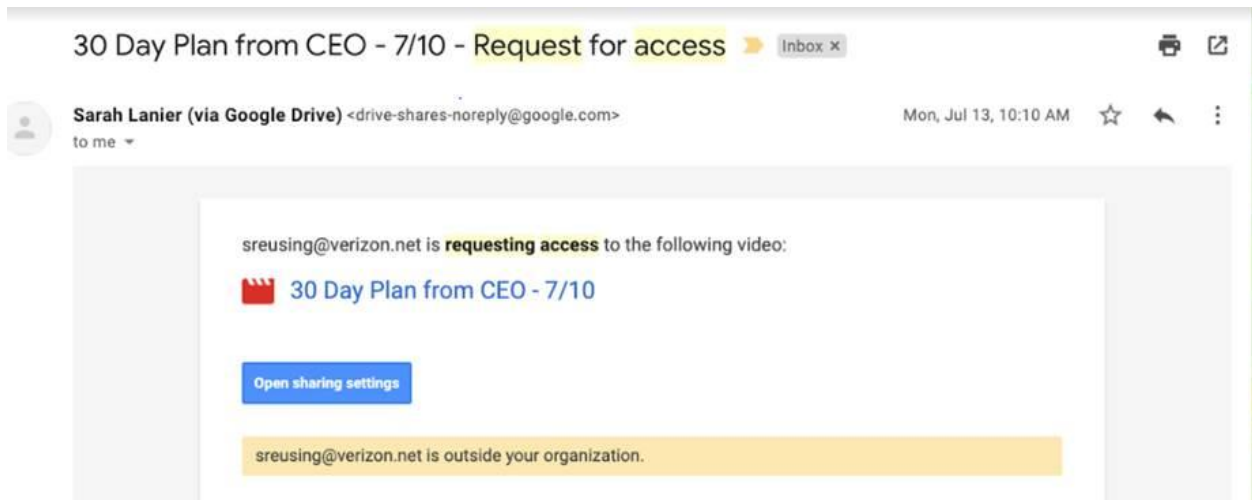 30 Day Plan from CEO - 7/10 - Request for access Inbox ×
Sarah Lanier (via Google Drive) <drive-shares-noreply@google.com> Mon, Jul 13, 10:10 AM
to me
sreusing@verizon.net is requesting access to the following video:
30 Day Plan from CEO - 7/10
Open sharing settings
sreusing@verizon.net is outside your organization.